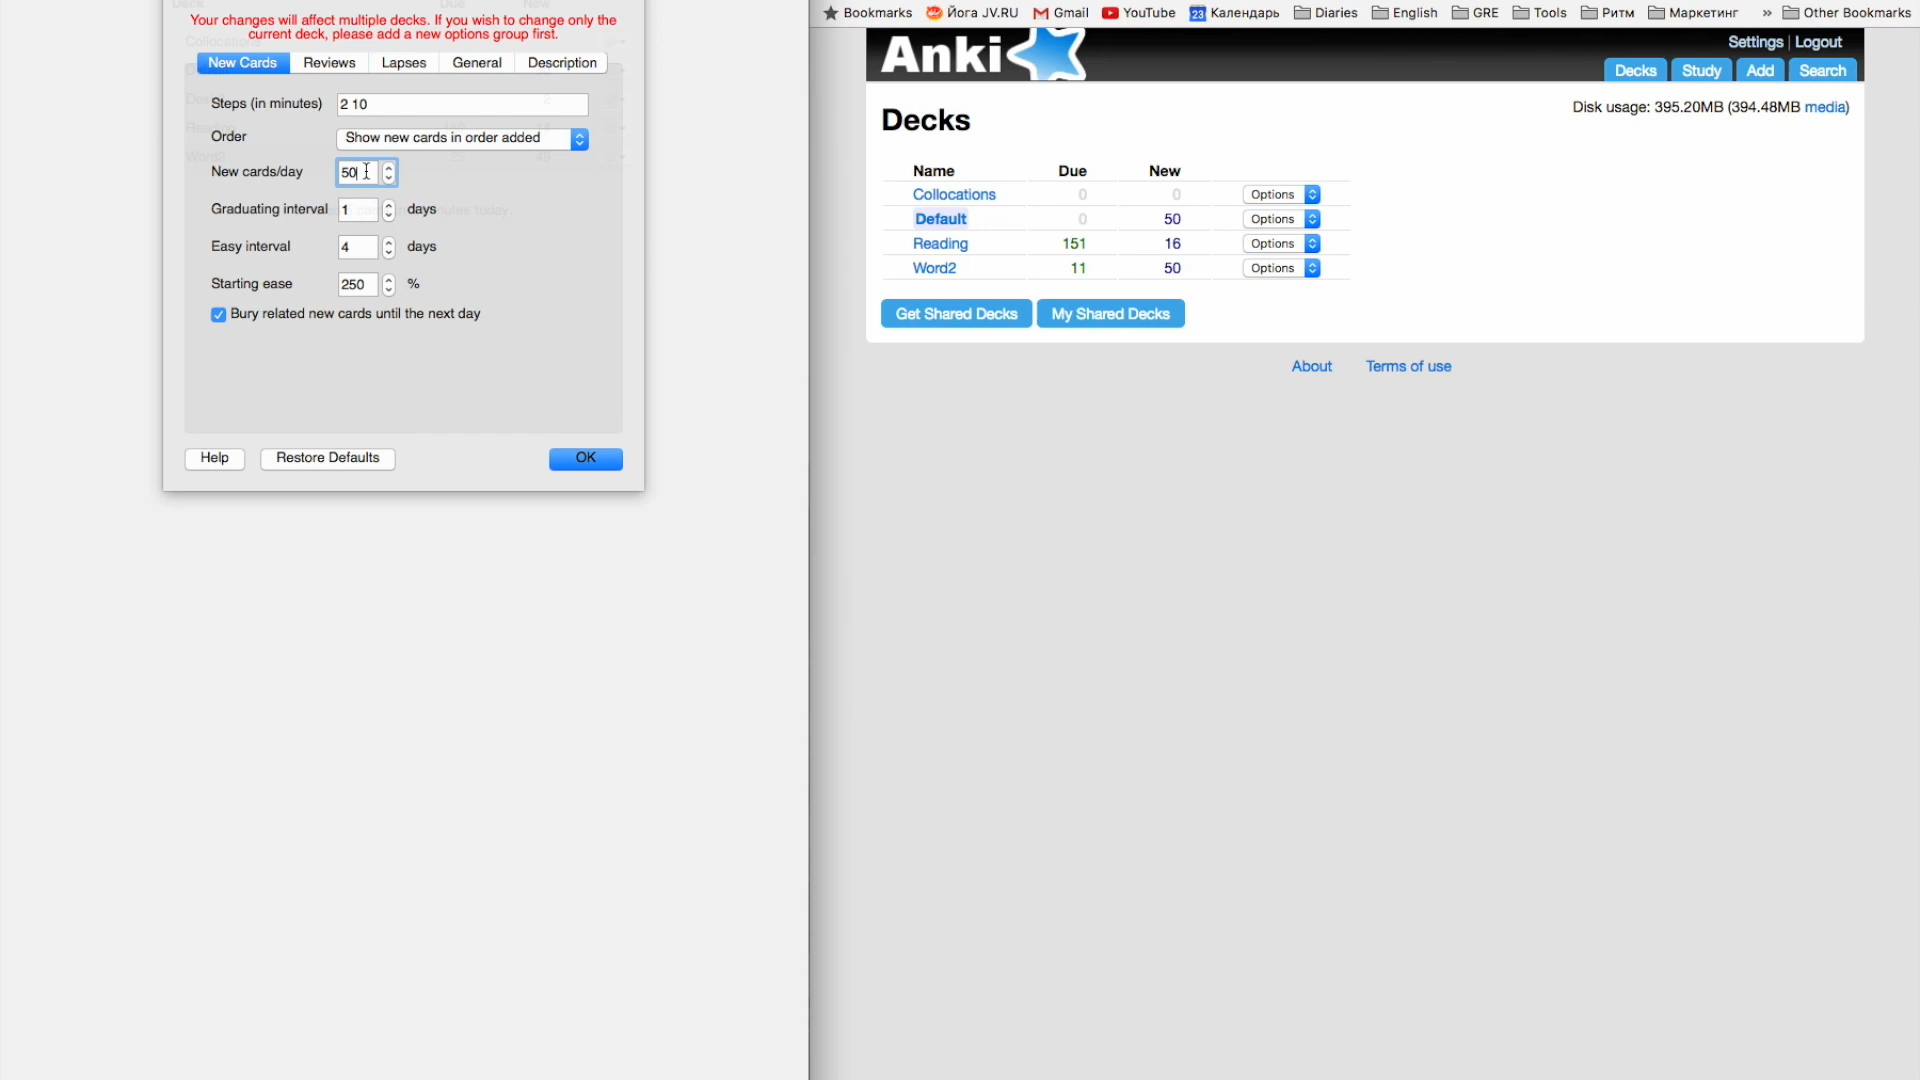 Your changes will affect multiple decks. If you wish to change only the
current deck, please add a new options group first.
New Cards Reviews Lapses General Description
Steps (in minutes) 2 10
Order Show new cards in order added
New cards/day 50
Graduating interval 1 days
Easy interval 4 days
Starting ease 250 %
Bury related new cards until the next day
Help Restore Defaults OK
Bookmarks Йога JV.RU Gmail YouTube 23 Календарь Diaries English GRE Tools Ритм Маркетинг » Other Bookmarks
Anki
Settings | Logout
Decks Study Add Search
Disk usage: 395.20MB (394.48MB media)
Decks
Name Due New
Collocations 0 0 Options
Default 0 50 Options
Reading 151 16 Options
Word2 11 50 Options
Get Shared Decks My Shared Decks
About Terms of use